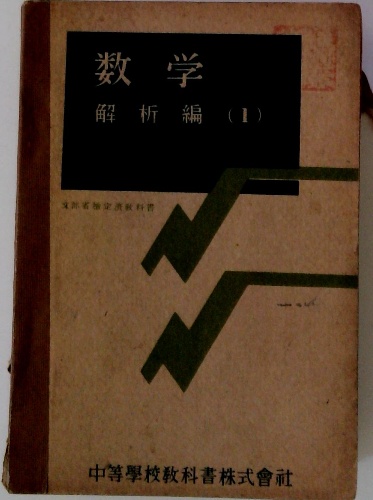 数学
解析編 (1)
文部省検定済教科書
中等學校教科書株式會社